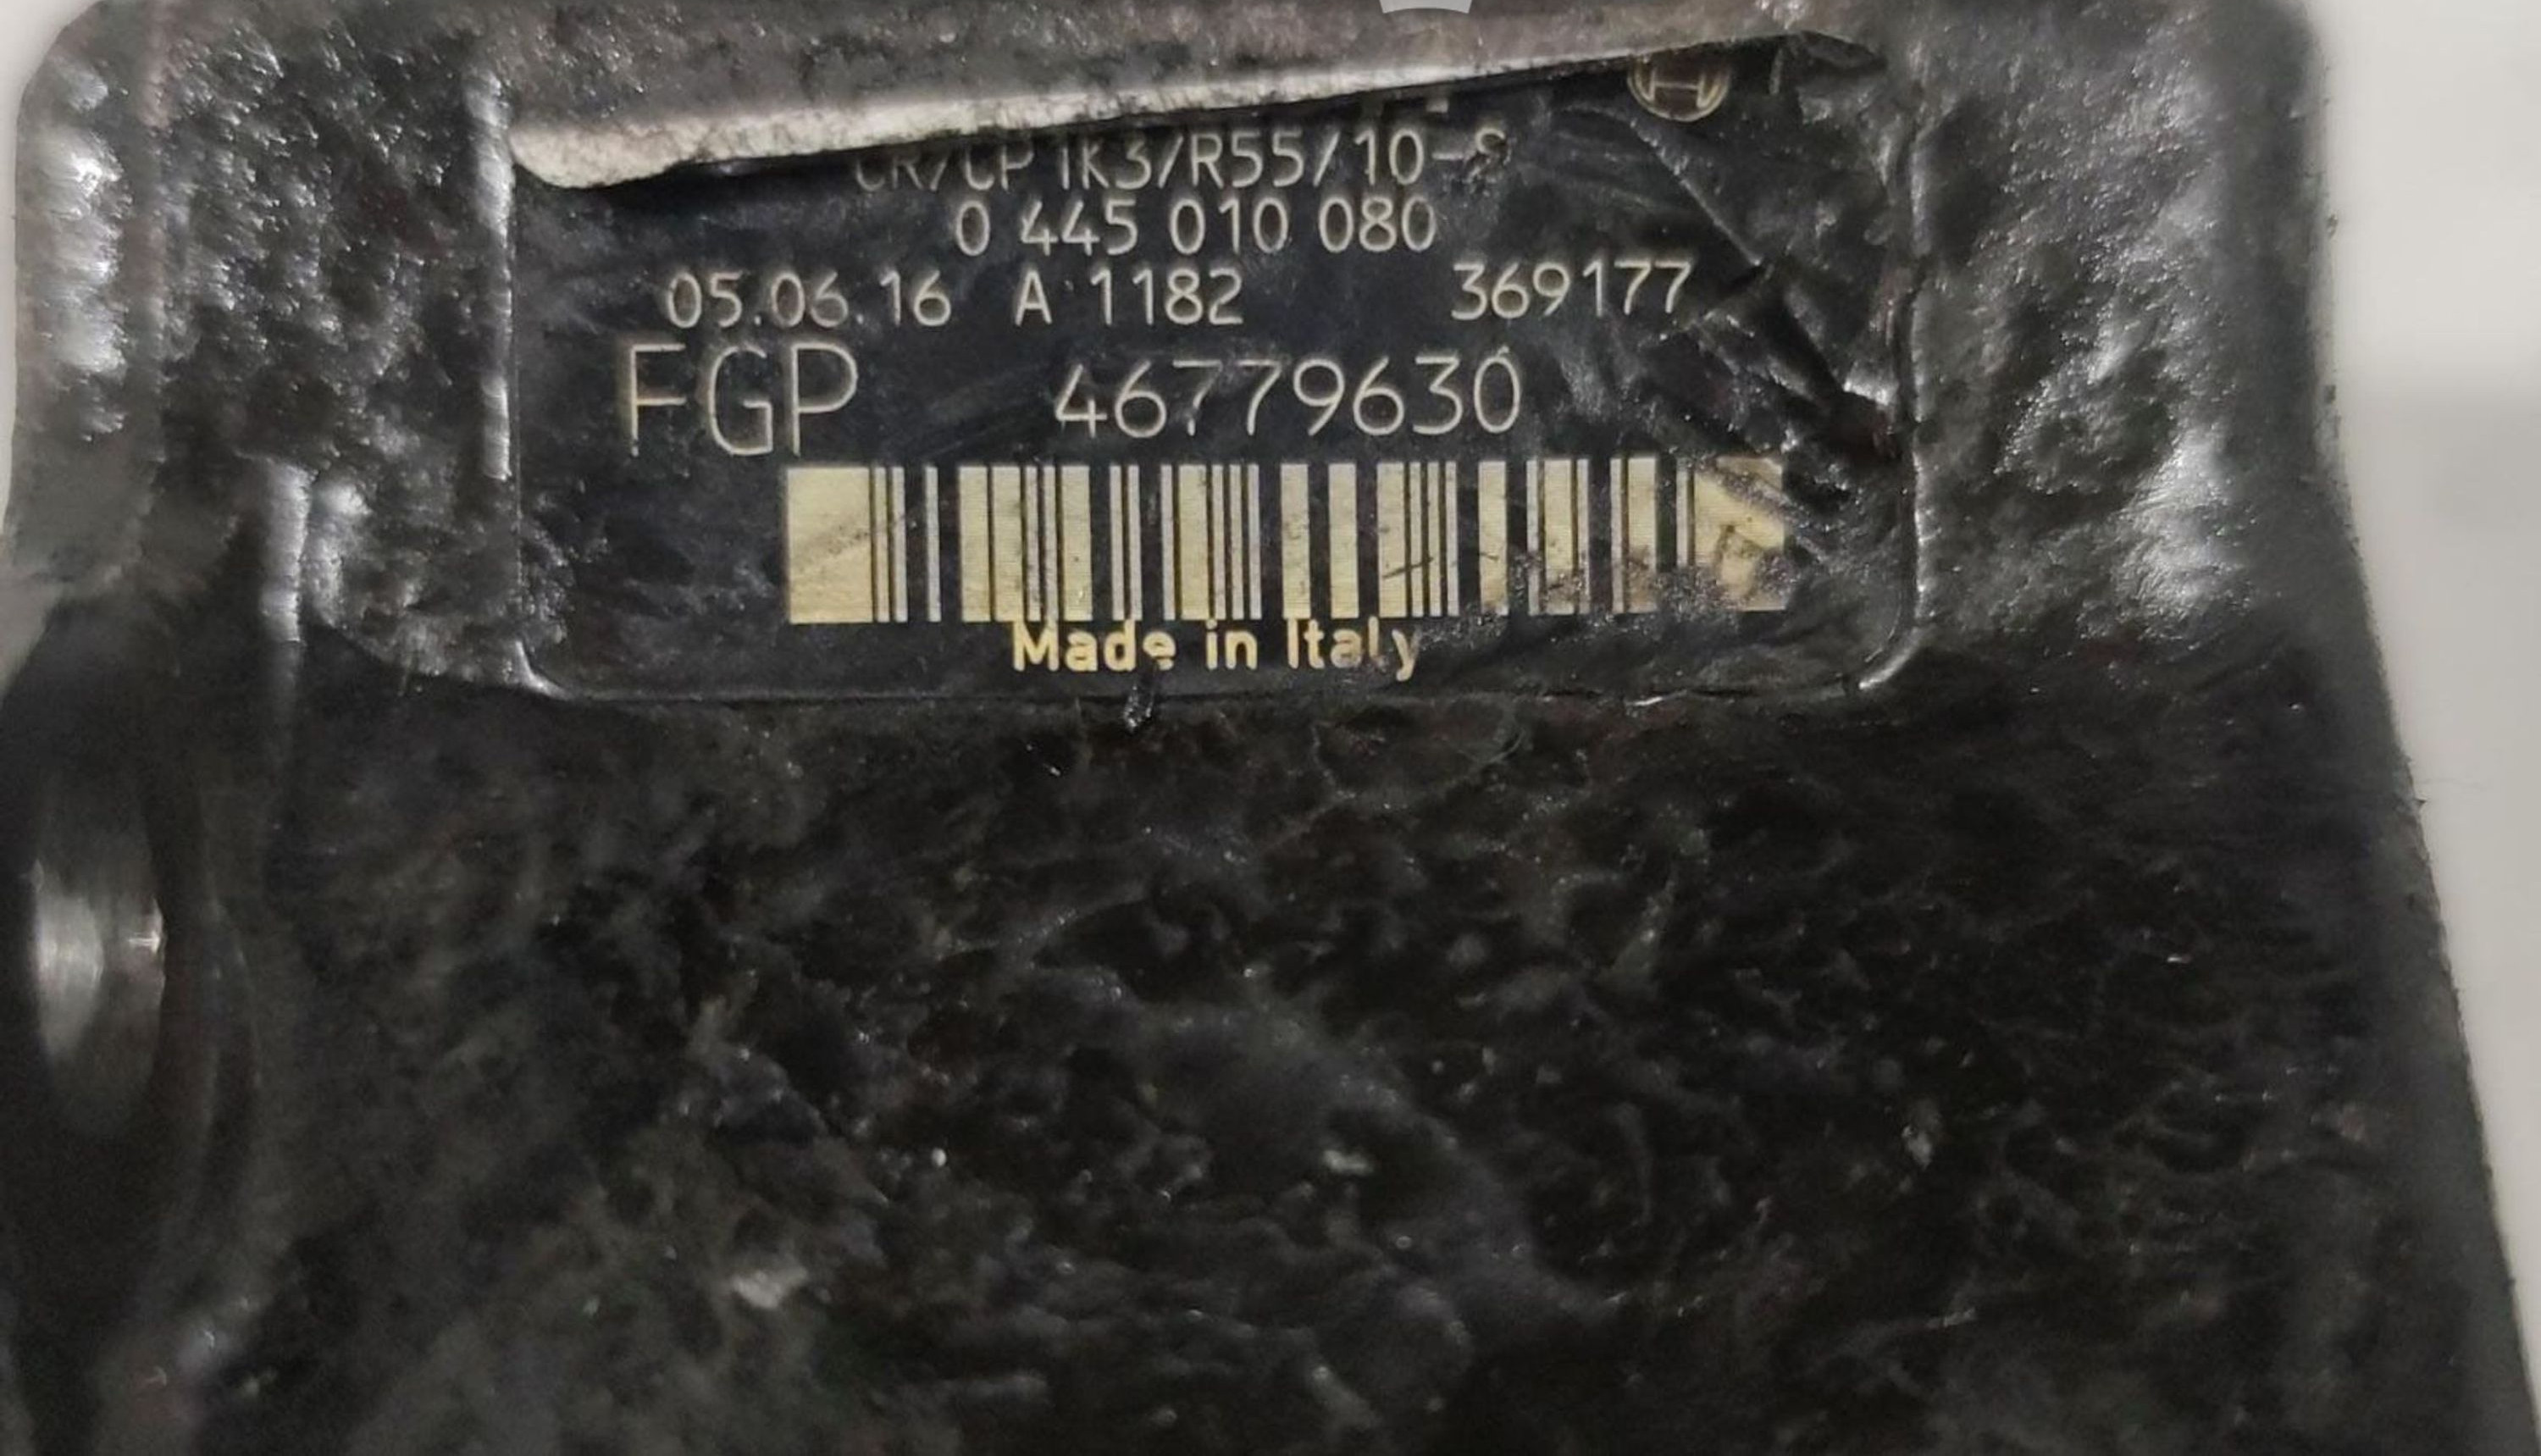 CR/CP1K3/R55/10-S
0 445 010 080
05.06.16 A 1182 369177
FGP 46779630
Made in Italy